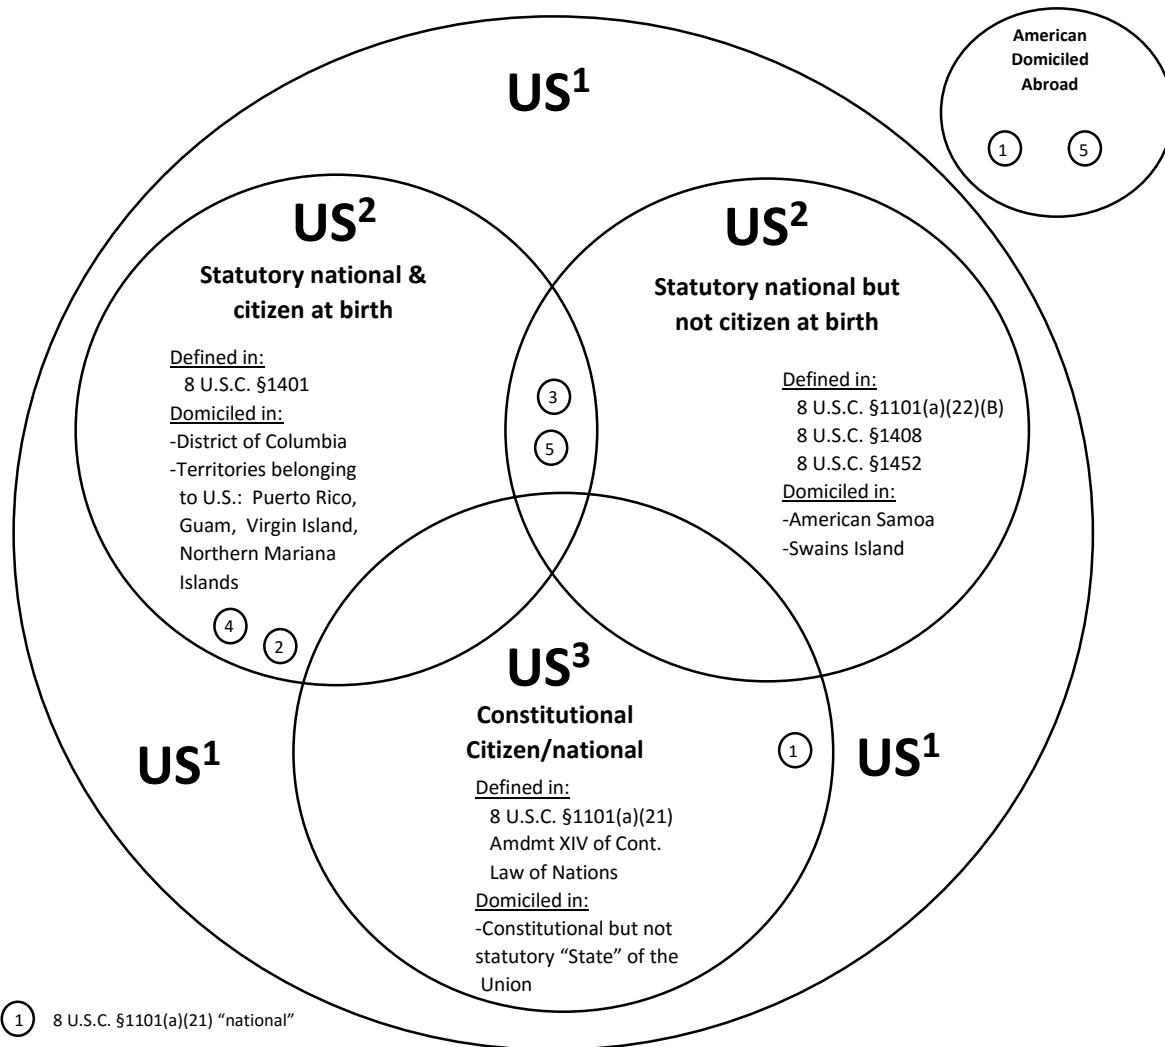 American
Domiciled
Abroad
1 5
US¹
US²
Statutory national &
citizen at birth
Defined in:
8 U.S.C. §1401
Domiciled in:
-District of Columbia
-Territories belonging
to U.S.: Puerto Rico,
Guam, Virgin Island,
Northern Mariana
Islands
4
2
US²
Statutory national but
not citizen at birth
Defined in:
8 U.S.C. §1101(a)(22)(B)
8 U.S.C. §1408
8 U.S.C. §1452
Domiciled in:
-American Samoa
-Swains Island
3
5
US³
Constitutional
Citizen/national
Defined in:
8 U.S.C. §1101(a)(21)
Amdmt XIV of Cont.
Law of Nations
Domiciled in:
-Constitutional but not
statutory “State” of the
Union
1
US¹
US¹
1 8 U.S.C. §1101(a)(21) “national”